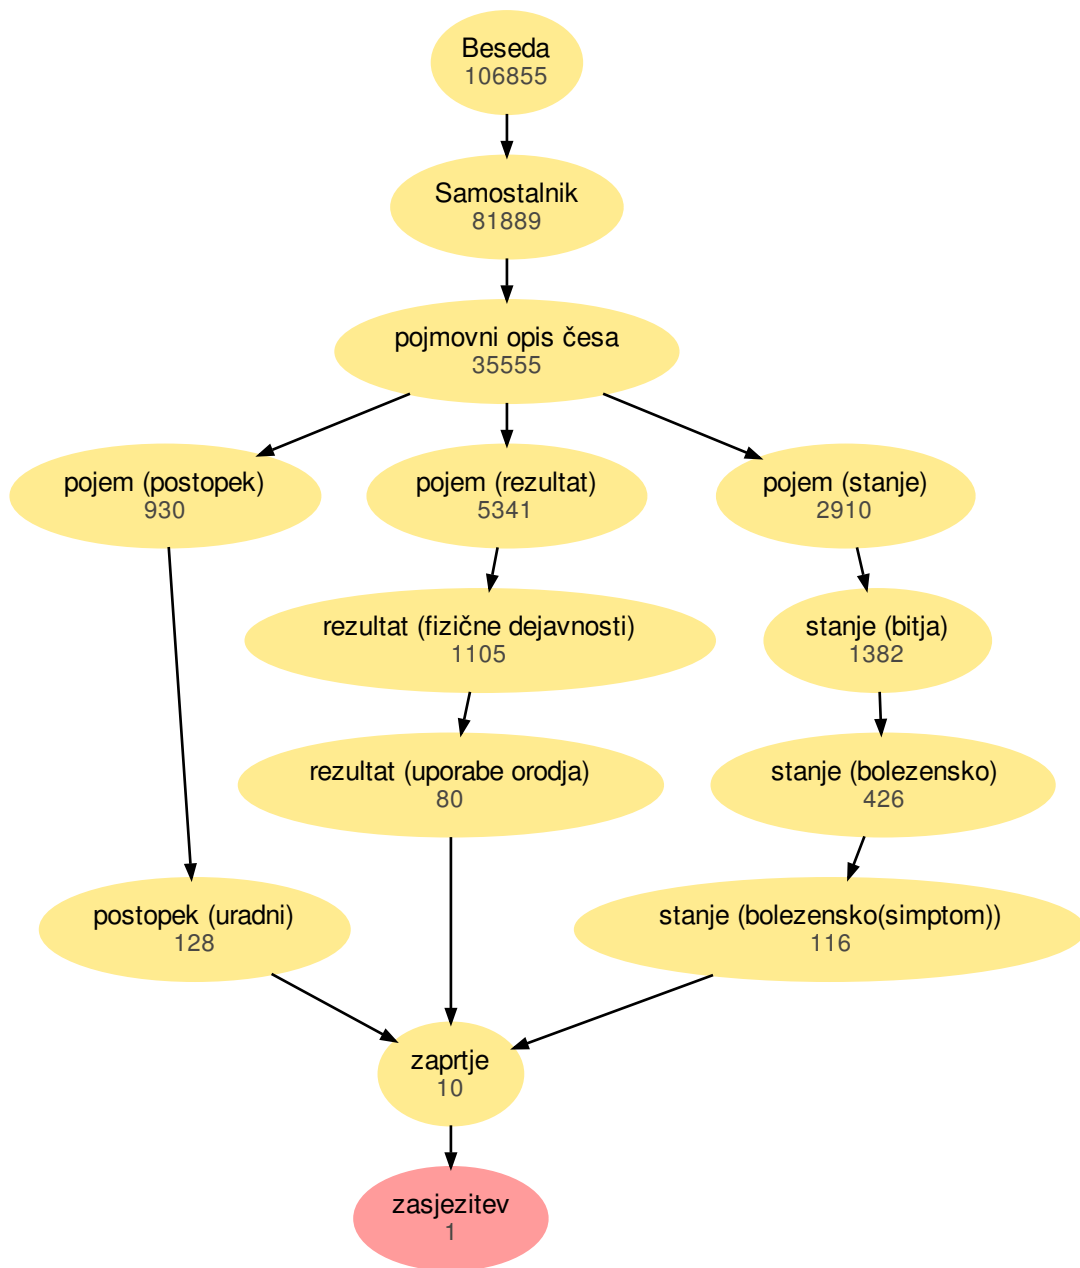 Beseda
106855
Samostalnik
81889
pojmovni opis česa
35555
pojem (postopek)
930
pojem (rezultat)
5341
pojem (stanje)
2910
rezultat (fizične dejavnosti)
1105
stanje (bitja)
1382
rezultat (uporabe orodja)
80
stanje (bolezensko)
426
postopek (uradni)
128
stanje (bolezensko(simptom))
116
zaprtje
10
zasjezitev
1